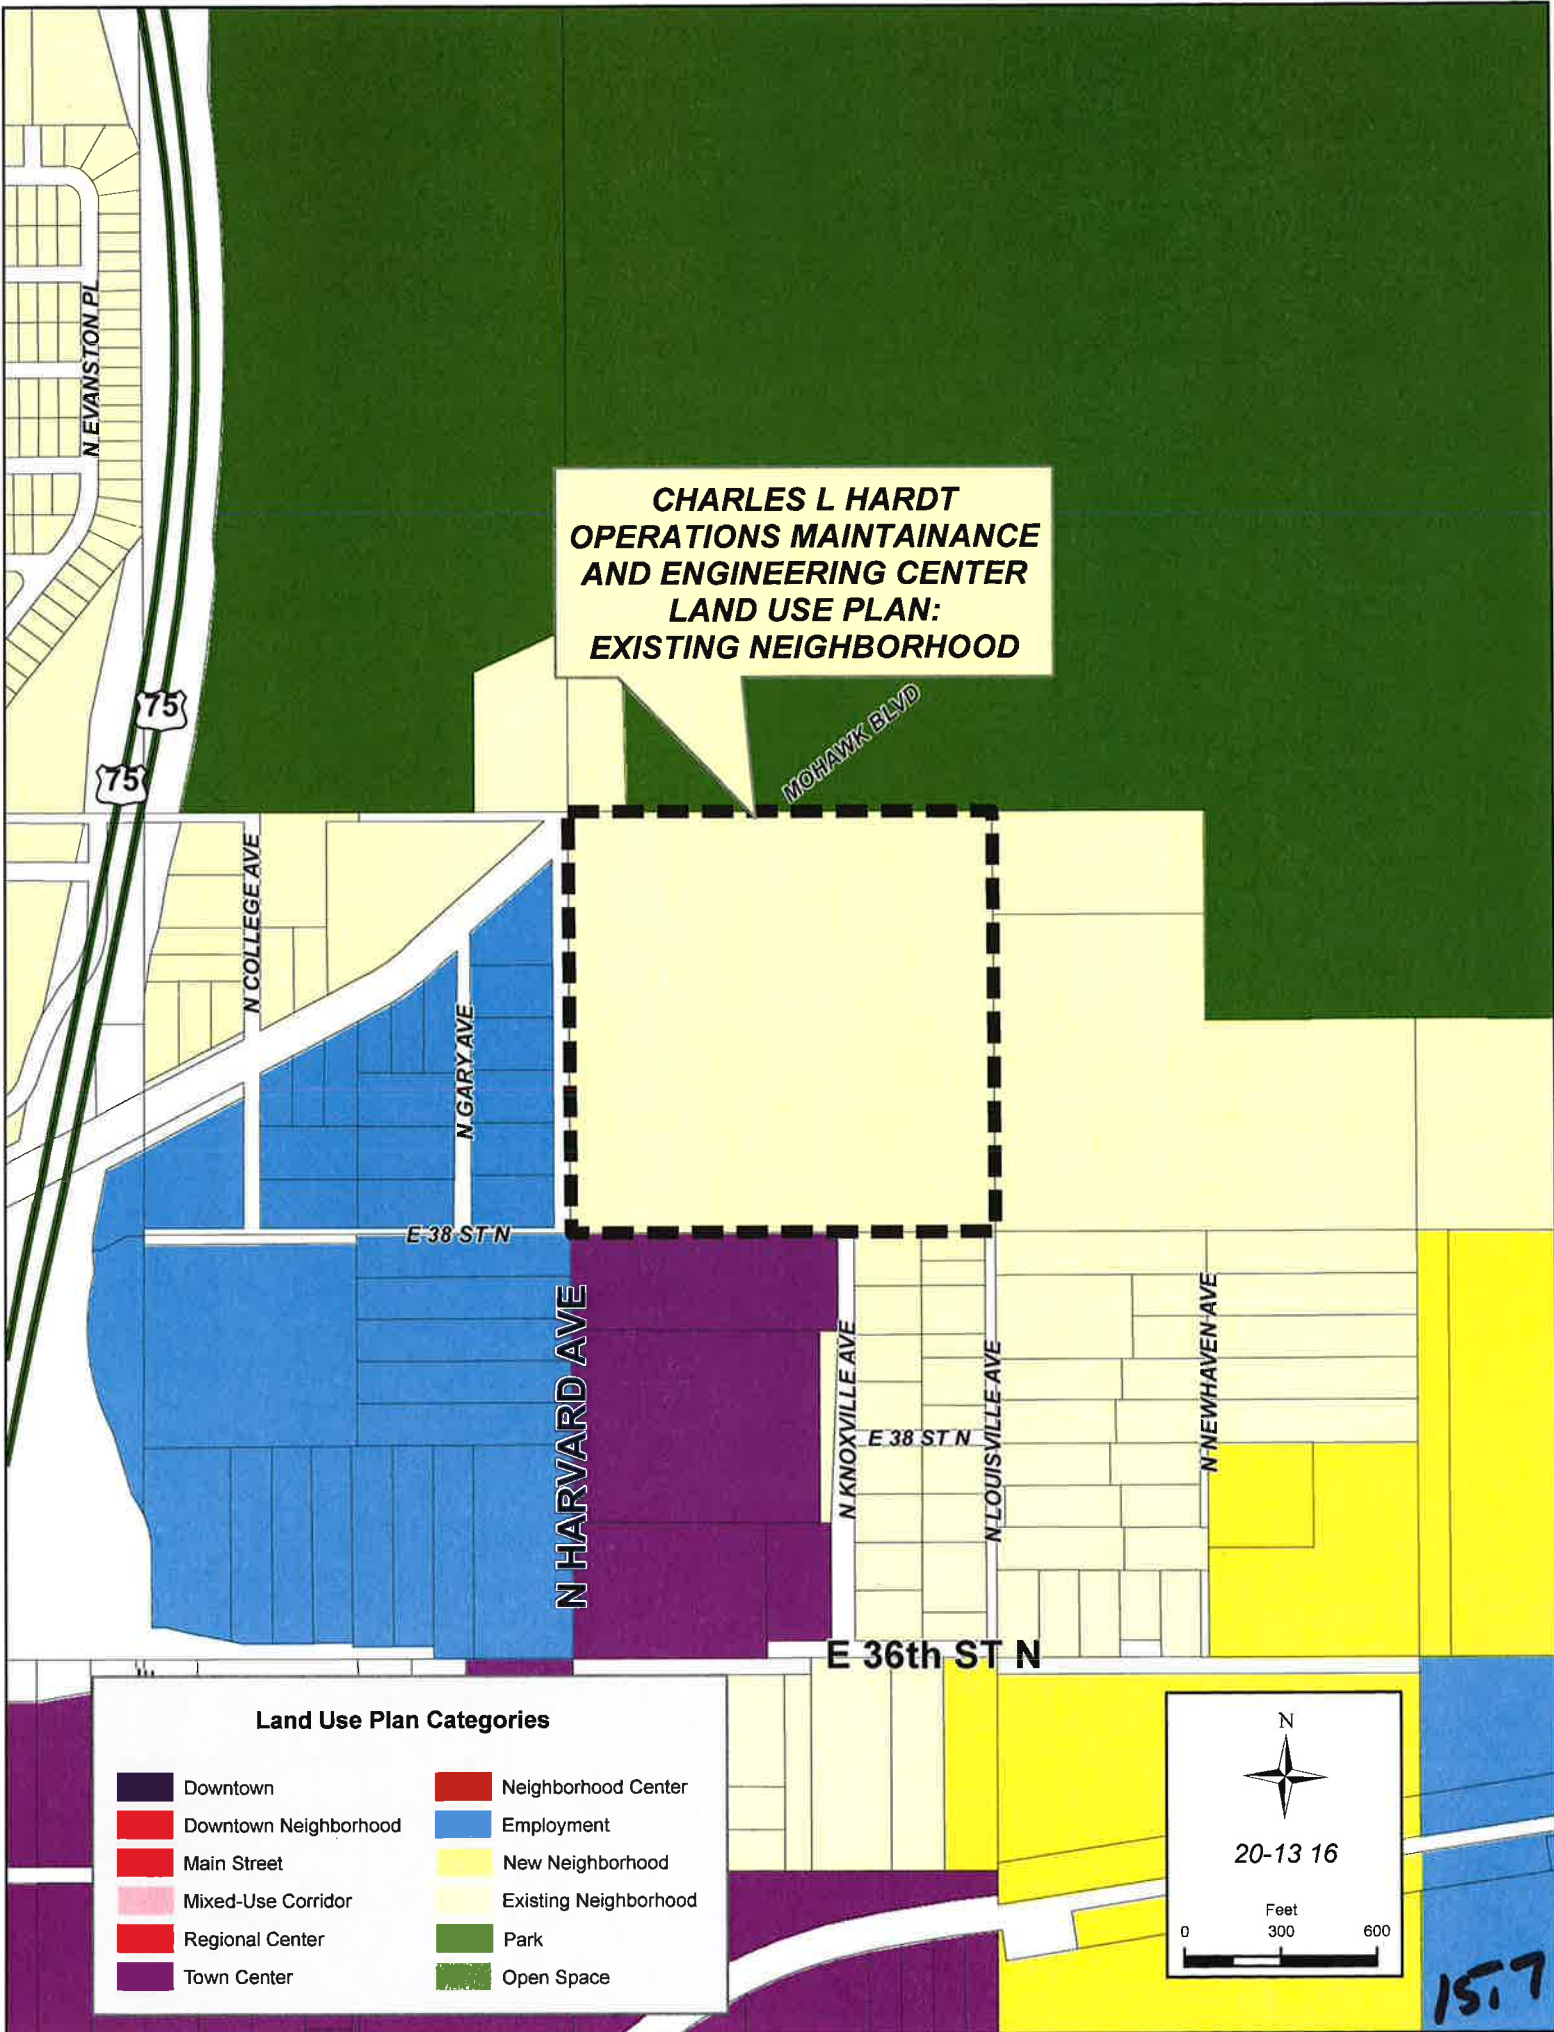 N EVANSTON PL
CHARLES L HARDT
OPERATIONS MAINTAINANCE
AND ENGINEERING CENTER
LAND USE PLAN:
EXISTING NEIGHBORHOOD
75
MOHAWK BLVD
75
N COLLEGE AVE
N GARY AVE
E 38 ST N
N HARVARD AVE
N KNOXVILLE AVE
E 38 ST N
N LOUISVILLE AVE
N NEWHAVEN AVE
E 36th ST N
Land Use Plan Categories
Downtown
Downtown Neighborhood
Main Street
Mixed-Use Corridor
Regional Center
Town Center
Neighborhood Center
Employment
New Neighborhood
Existing Neighborhood
Park
Open Space
N
20-13 16
Feet
0 300 600
15.7